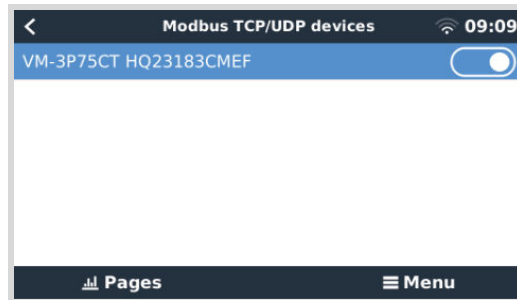 Modbus TCP/UDP devices 09:09
VM-3P75CT HQ23183CMEF
Pages Menu